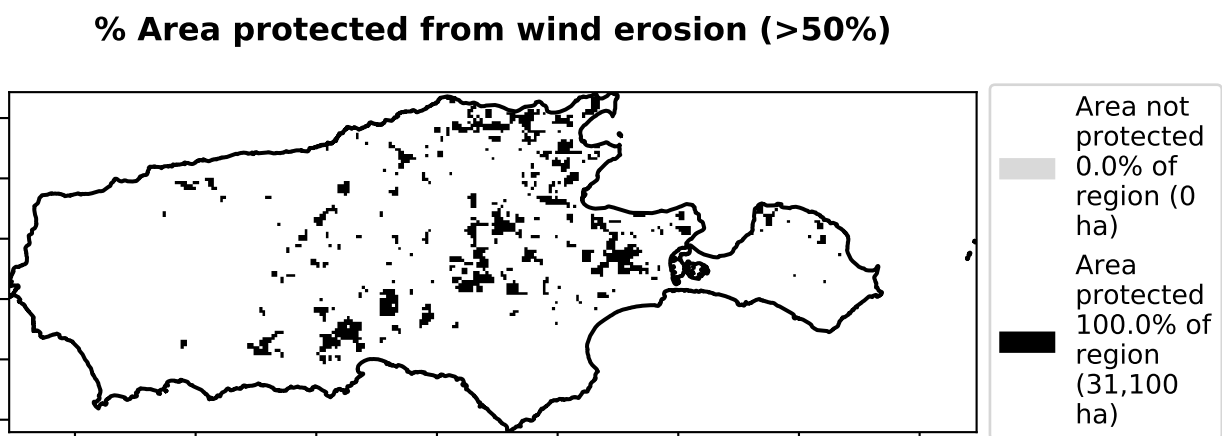 % Area protected from wind erosion (>50%)
Area not
protected
0.0% of
region (0
ha)
Area
protected
100.0% of
region
(31,100
ha)